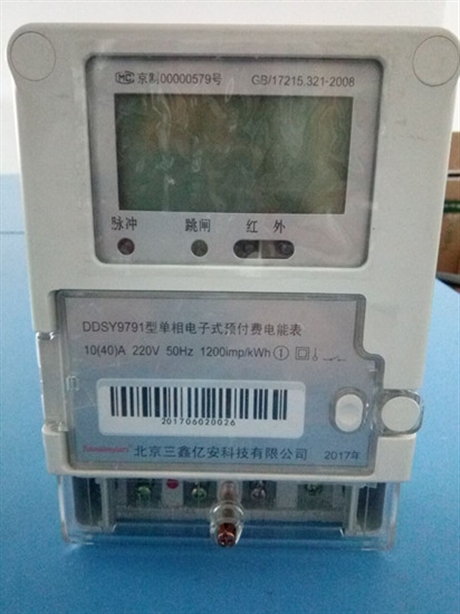 MC 京制00000579号 GB/17215.321-2008
脉冲 跳闸 红 外
DDSY9791型单相电子式预付费电能表
10(40)A 220V 50Hz 1200imp/kWh 1
201706020026
北京三鑫亿安科技有限公司 2017年